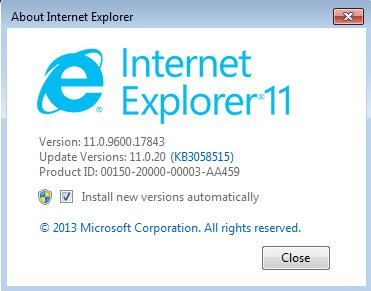 About Internet Explorer
Internet
Explorer®11
Version: 11.0.9600.17843
Update Versions: 11.0.20 (KB3058515)
Product ID: 00150-20000-00003-AA459
Install new versions automatically
© 2013 Microsoft Corporation. All rights reserved.
Close